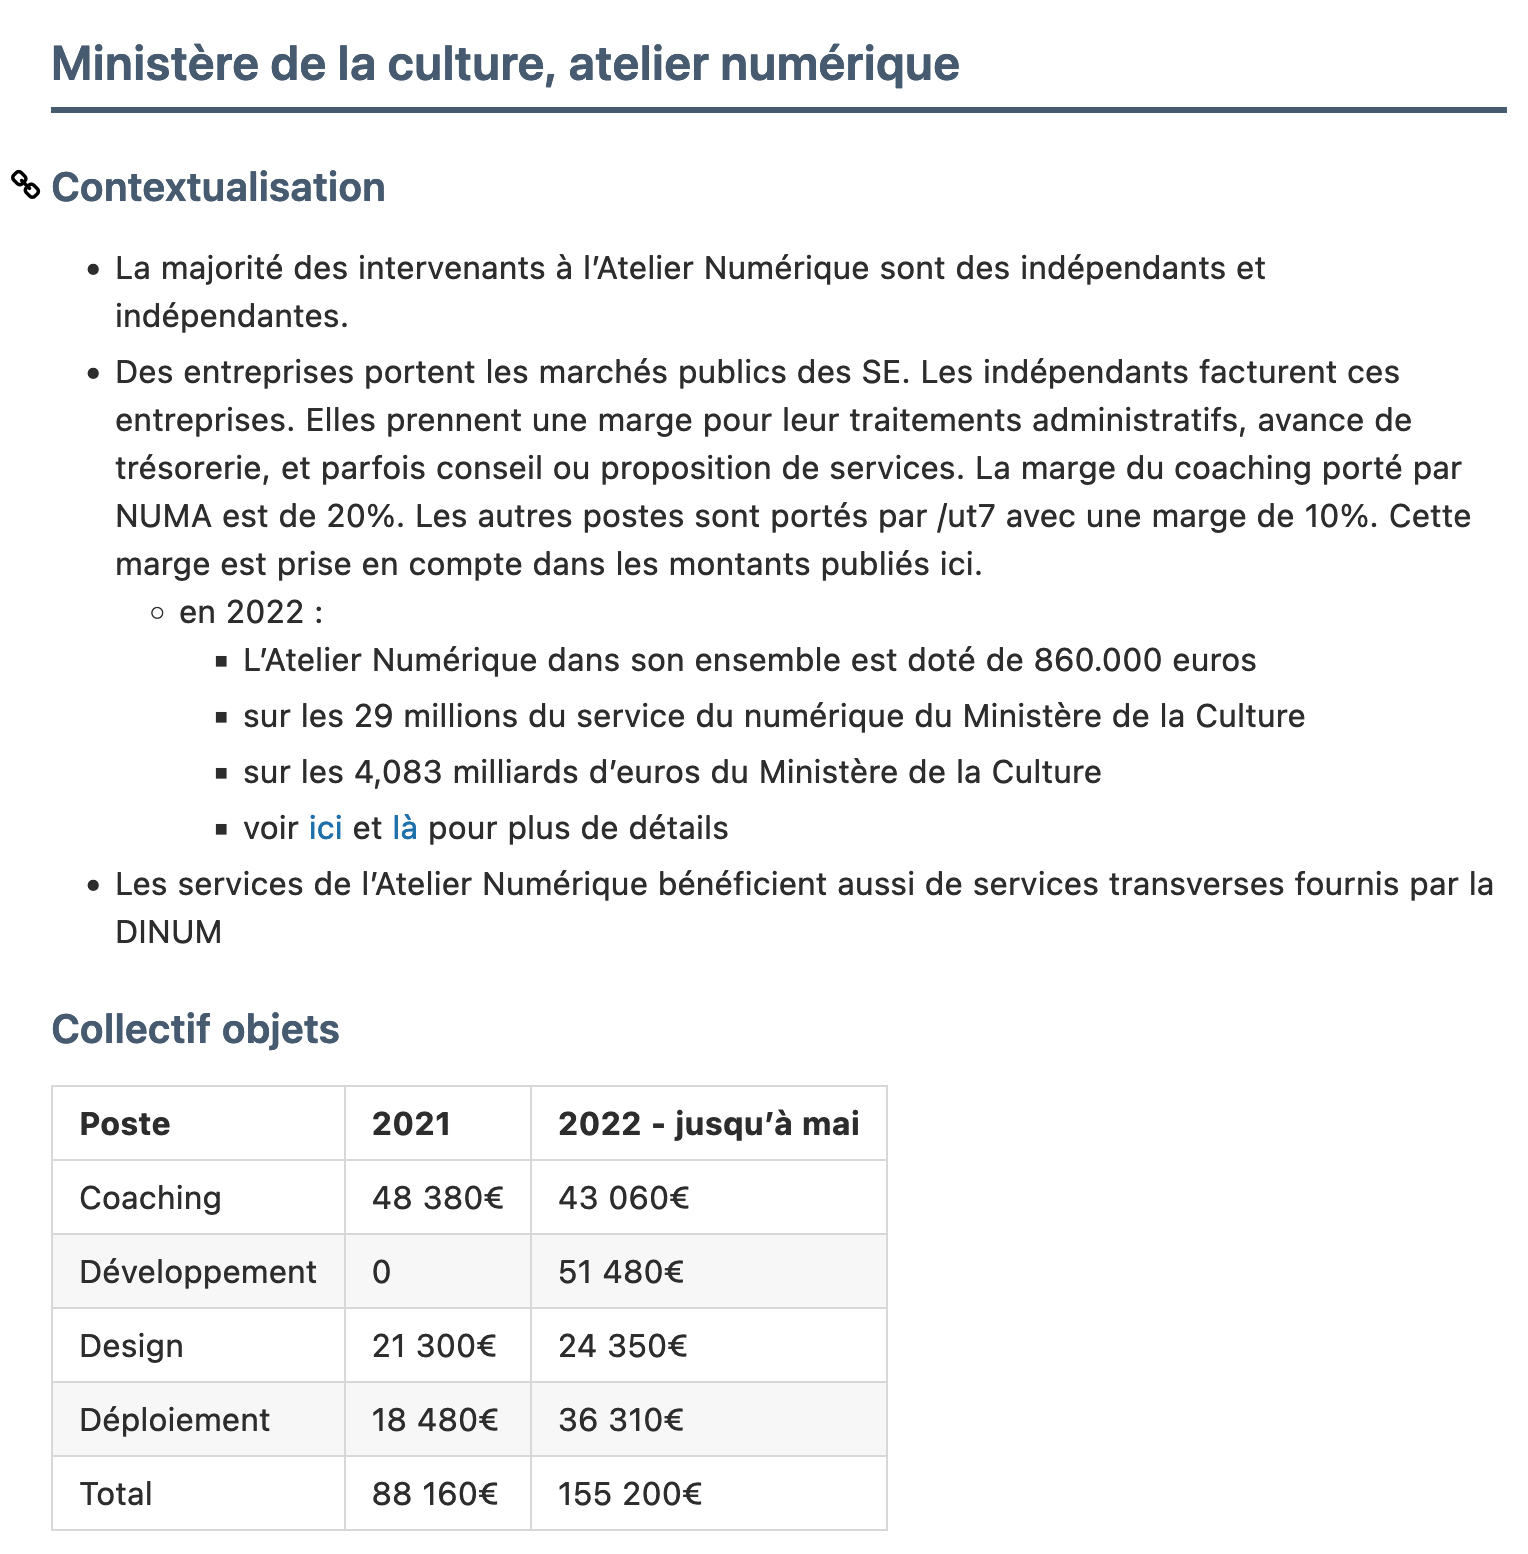 Ministère de la culture, atelier numérique
Contextualisation
La majorité des intervenants à l’Atelier Numérique sont des indépendants et
indépendantes.
Des entreprises portent les marchés publics des SE. Les indépendants facturent ces
entreprises. Elles prennent une marge pour leur traitements administratifs, avance de
trésorerie, et parfois conseil ou proposition de services. La marge du coaching porté par
NUMA est de 20%. Les autres postes sont portés par /ut7 avec une marge de 10%. Cette
marge est prise en compte dans les montants publiés ici.
en 2022 :
L’Atelier Numérique dans son ensemble est doté de 860.000 euros
sur les 29 millions du service du numérique du Ministère de la Culture
sur les 4,083 milliards d’euros du Ministère de la Culture
voir ici et là pour plus de détails
Les services de l’Atelier Numérique bénéficient aussi de services transverses fournis par la
DINUM
Collectif objets
Poste 2021 2022 - jusqu’à mai
Coaching 48 380€ 43 060€
Développement 0 51 480€
Design 21 300€ 24 350€
Déploiement 18 480€ 36 310€
Total 88 160€ 155 200€